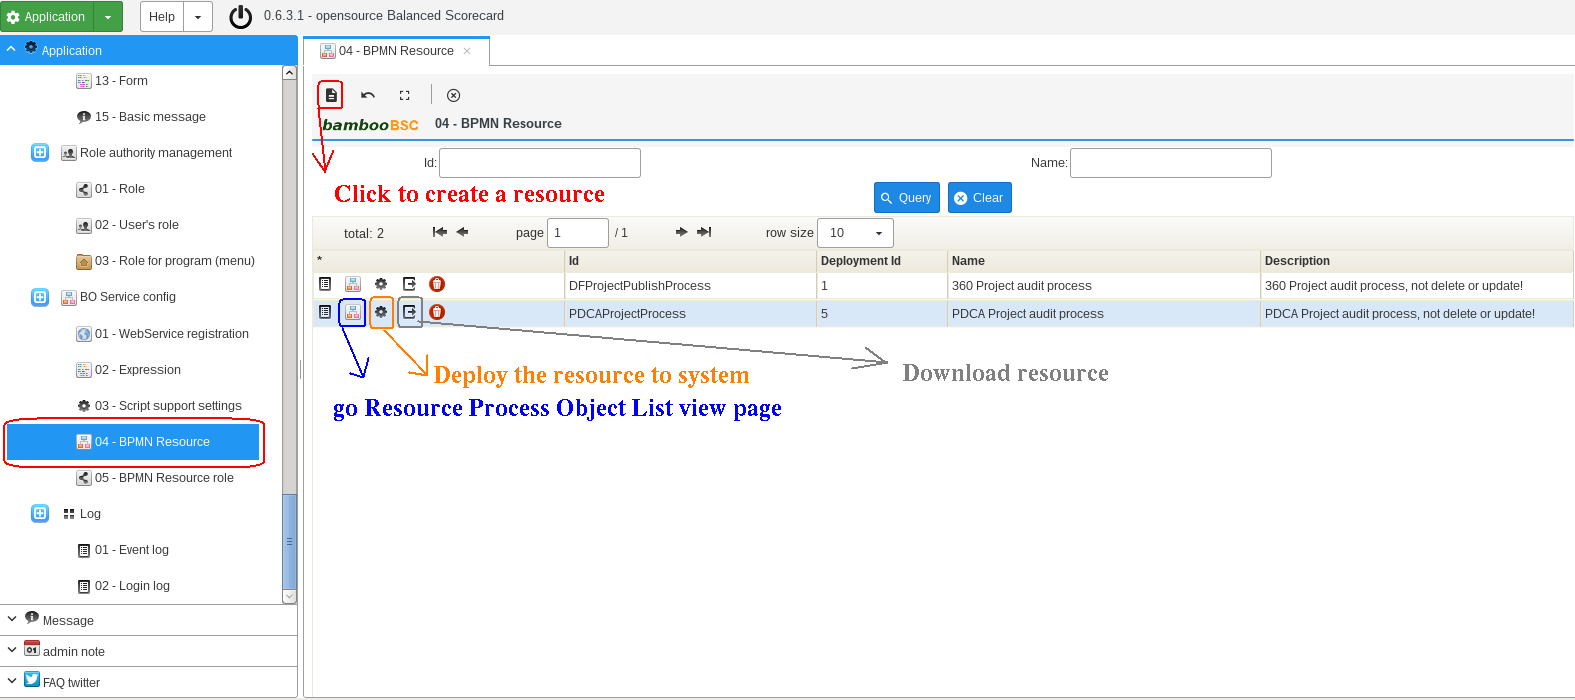 Application
Help
0.6.3.1 - opensource Balanced Scorecard
Application
13 - Form
15 - Basic message
Role authority management
01 - Role
02 - User's role
03 - Role for program (menu)
BO Service config
01 - WebService registration
02 - Expression
03 - Script support settings
04 - BPMN Resource
05 - BPMN Resource role
Log
01 - Event log
02 - Login log
Message
01
admin note
FAQ twitter
04 - BPMN Resource
bambooBSC 04 - BPMN Resource
Id: Name:
Click to create a resource
Query Clear
total: 2 page 1 / 1 row size 10
* Id Deployment Id Name Description
DFProjectPublishProcess 1 360 Project audit process 360 Project audit process, not delete or update!
PDCAProjectProcess 5 PDCA Project audit process PDCA Project audit process, not delete or update!
Deploy the resource to system
Download resource
go Resource Process Object List view page